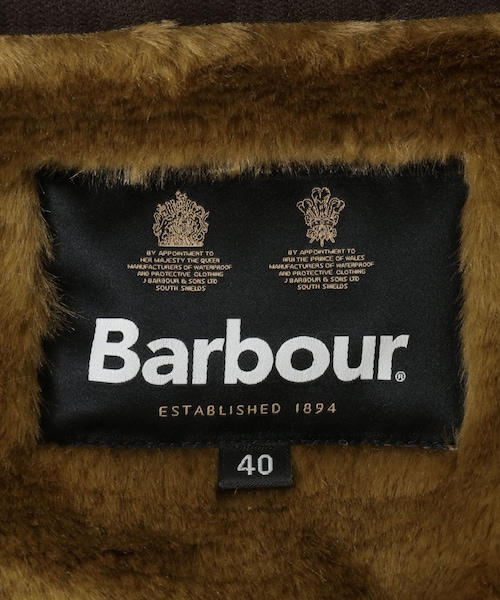 BY APPOINTMENT TO
HER MAJESTY THE QUEEN
MANUFACTURERS OF WATERPROOF
AND PROTECTIVE CLOTHING
J BARBOUR & SONS LTD
SOUTH SHIELDS
BY APPOINTMENT TO
HRH THE PRINCE OF WALES
MANUFACTURERS OF WATERPROOF
AND PROTECTIVE CLOTHING
J BARBOUR & SONS LTD
SOUTH SHIELDS
Barbour®
ESTABLISHED 1894
40